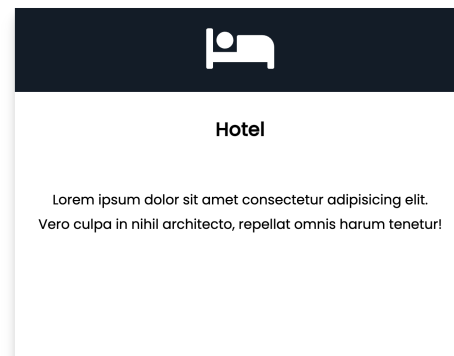 Hotel
Lorem ipsum dolor sit amet consectetur adipisicing elit.
Vero culpa in nihil architecto, repellat omnis harum tenetur!